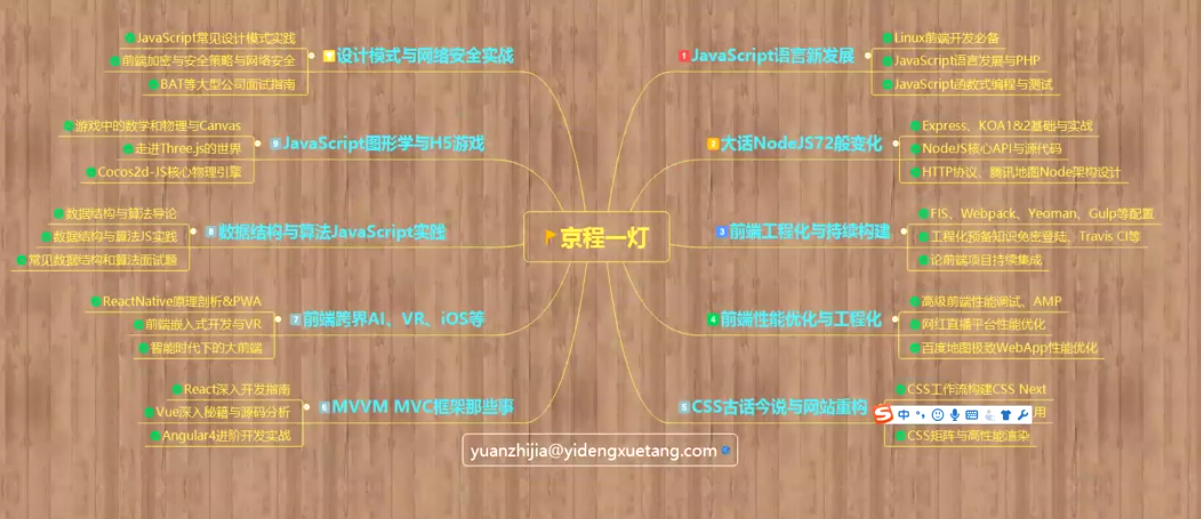 京程一灯
1 JavaScript语言新发展
Linux前端开发必备
JavaScript语言发展与PHP
JavaScript函数式编程与测试
2 大话NodeJS72般变化
Express、KOA1&2基础与实战
NodeJS核心API与源代码
HTTP协议、腾讯地图Node架构设计
3 前端工程化与持续构建
FIS、Webpack、Yeoman、Gulp等配置
工程化预备知识免密登陆、Travis CI等
论前端项目持续集成
4 前端性能优化与工程化
高级前端性能调试、AMP
网红直播平台性能优化
百度地图极致WebApp性能优化
5 CSS古话今说与网站重构
CSS工作流构建CSS Next
中
用
CSS矩阵与高性能渲染
6 MVVM MVC框架那些事
React深入开发指南
Vue深入秘籍与源码分析
Angular4进阶开发实战
7 前端跨界AI、VR、iOS等
ReactNative原理剖析&PWA
前端嵌入式开发与VR
智能时代下的大前端
8 数据结构与算法JavaScript实践
数据结构与算法导论
数据结构与算法JS实践
常见数据结构和算法面试题
9 JavaScript图形学与H5游戏
游戏中的数学和物理与Canvas
走进Three.js的世界
Cocos2d-JS核心物理引擎
设计模式与网络安全实战
JavaScript常见设计模式实践
前端加密与安全策略与网络安全
BAT等大型公司面试指南
yuanzhijia@yidengxuetang.com